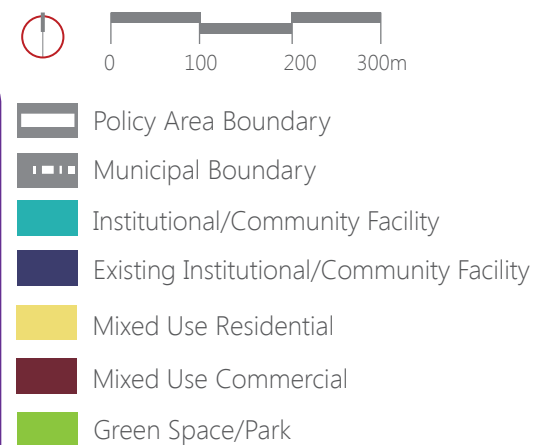 0 100 200 300m
Policy Area Boundary
Municipal Boundary
Institutional/Community Facility
Existing Institutional/Community Facility
Mixed Use Residential
Mixed Use Commercial
Green Space/Park